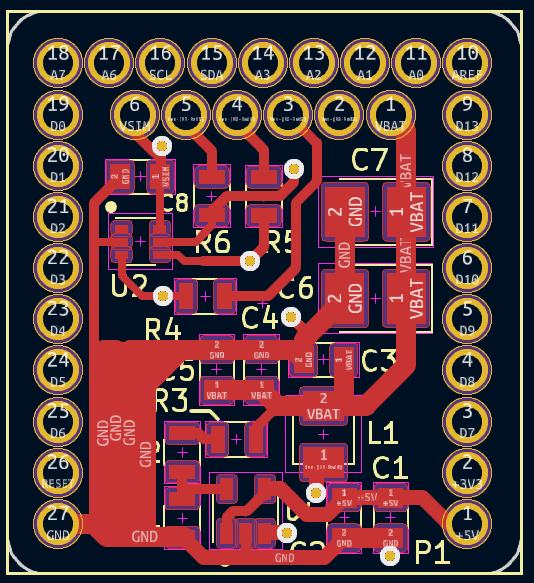 18 17 16 15 14 13 12 11 10
A7 A6 SCL SDA A3 A2 A1 A0 AREF
19 6 5 4 3 2 1 9
D0 VSIM VBAT D13
20 8
D1 D12
C7
VBAT
2 GND 1 VSIM
C8
21 2 GND 1 VBAT 7
D2 D11
R6 R5
GND VBAT
22 6
D3 U2 D10
C6
2 GND 1 VBAT
23 C4 5
D4 R4 D9
2 GND 2 GND GND VBAT C3
24 C5 4
D5 D8
1 VBAT 1 VBAT
R3 2 VBAT
25 3
D6 GND GND GND D7
L1
GND
26 1 C1 2
RESET +3V3
1 +5V +5V 1 +5V
27 1
GND +5V
GND 2 GND 2 GND
GND P1